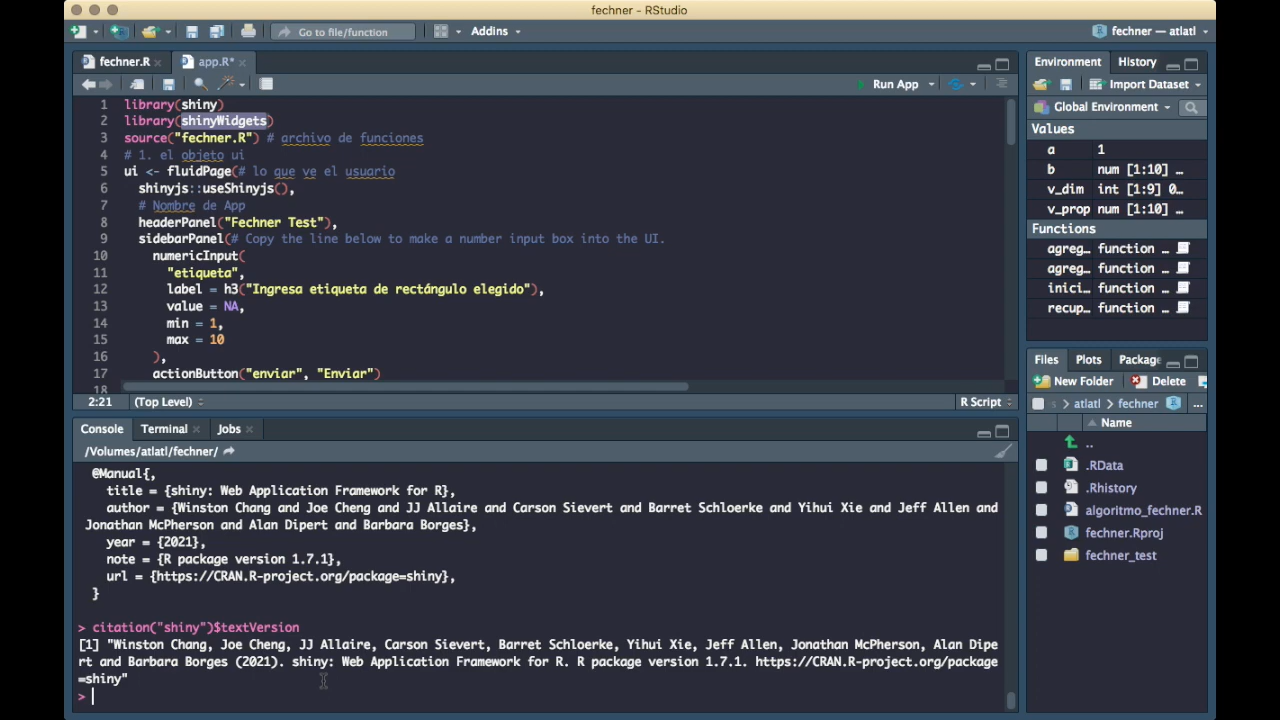 fechner - RStudio
Go to file/function
Addins
fechner — atlatl
fechner.R
app.R*
Run App
1 library(shiny)
2 library(shinyWidgets)
3 source("fechner.R") # archivo de funciones
4 # 1. el objeto ui
5 ui <- fluidPage(# lo que ve el usuario
6 shinyjs::useShinyjs(),
7 # Nombre de App
8 headerPanel("Fechner Test"),
9 sidebarPanel(# Copy the line below to make a number input box into the UI.
10 numericInput(
11 "etiqueta",
12 label = h3("Ingresa etiqueta de rectángulo elegido"),
13 value = NA,
14 min = 1,
15 max = 10
16 ),
17 actionButton("enviar", "Enviar")
18
2:21 (Top Level) R Script
Console Terminal Jobs
/Volumes/atlatl/fechner/
@Manual{,
title = {shiny: Web Application Framework for R},
author = {Winston Chang and Joe Cheng and JJ Allaire and Carson Sievert and Barret Schloerke and Yihui Xie and Jeff Allen and
Jonathan McPherson and Alan Dipert and Barbara Borges},
year = {2021},
note = {R package version 1.7.1},
url = {https://CRAN.R-project.org/package=shiny},
}
> citation("shiny")$textVersion
[1] "Winston Chang, Joe Cheng, JJ Allaire, Carson Sievert, Barret Schloerke, Yihui Xie, Jeff Allen, Jonathan McPherson, Alan Dipe
rt and Barbara Borges (2021). shiny: Web Application Framework for R. R package version 1.7.1. https://CRAN.R-project.org/package
=shiny"
>
Environment History
Import Dataset
Global Environment
Values
a 1
b num [1:10] …
v_dim int [1:9] 0…
v_prop num [1:10] …
Functions
agreg… function …
agreg… function …
inici… function …
recup… function …
Files Plots Package
New Folder Delete
s > atlatl > fechner ...
Name
..
.RData
.Rhistory
algoritmo_fechner.R
fechner.Rproj
fechner_test